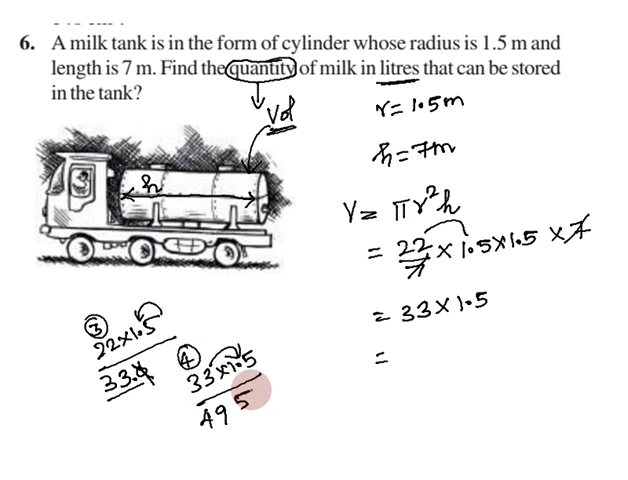 6. A milk tank is in the form of cylinder whose radius is 1.5 m and
length is 7 m. Find the quantity of milk in litres that can be stored
in the tank?
Vol
r = 1.5m
h = 7m
h
V = πr²h
= 22/7 × 1.5 × 1.5 × 7
= 33 × 1.5
=
③
22×1.5
33.0
④
33×1.5
495